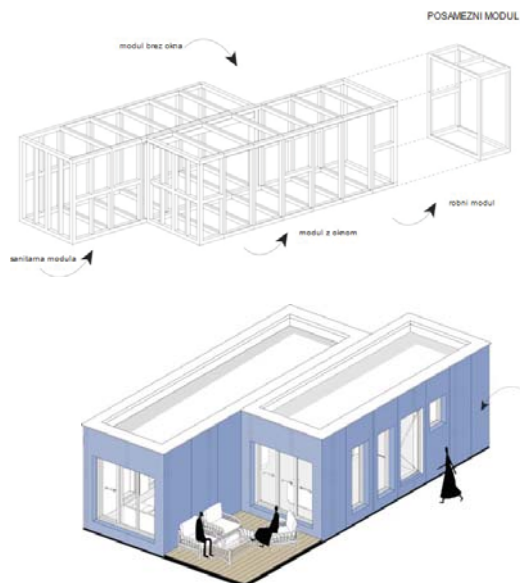 POSAMEZNI MODUL
modul brez okna
robni modul
modul z oknom
sanitarna modula